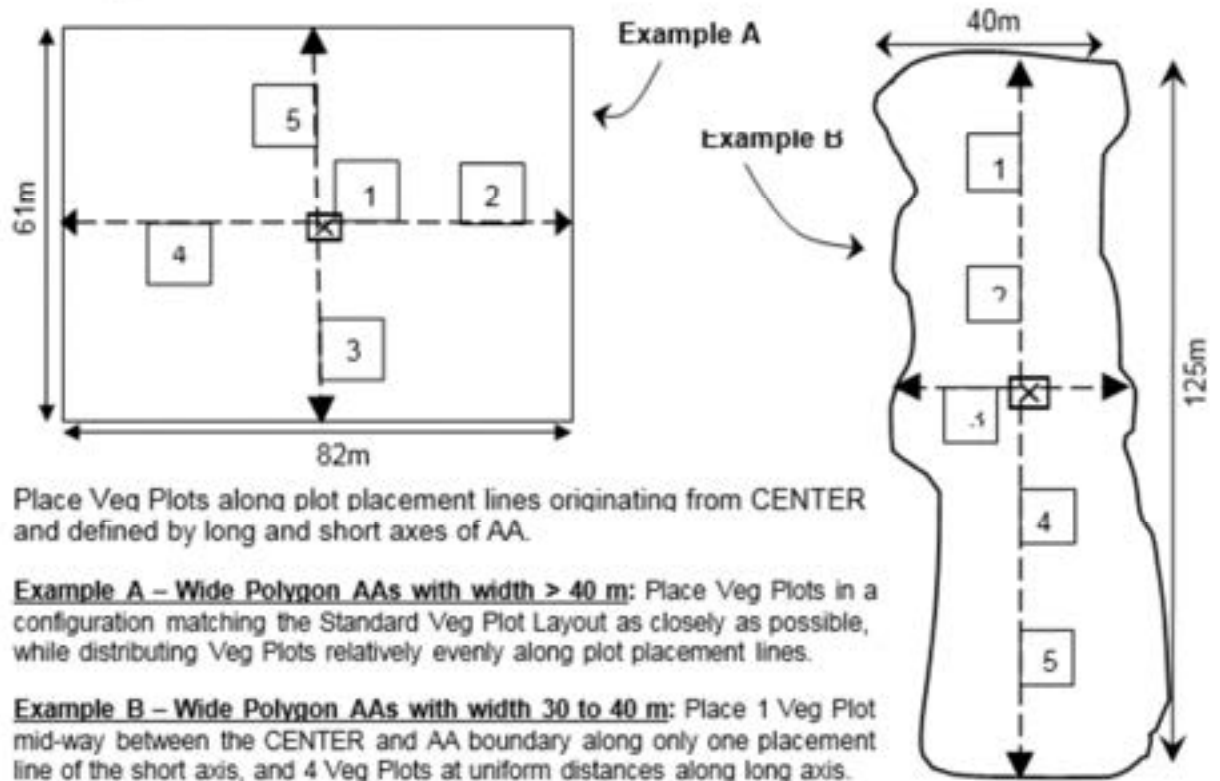 40m
Example A
5
Example B
1
1
2
61m
4
2
3
3
4
125m
5
82m
Place Veg Plots along plot placement lines originating from CENTER
and defined by long and short axes of AA.
Example A – Wide Polygon AAs with width > 40 m: Place Veg Plots in a
configuration matching the Standard Veg Plot Layout as closely as possible,
while distributing Veg Plots relatively evenly along plot placement lines.
Example B – Wide Polygon AAs with width 30 to 40 m: Place 1 Veg Plot
mid-way between the CENTER and AA boundary along only one placement
line of the short axis, and 4 Veg Plots at uniform distances along long axis.